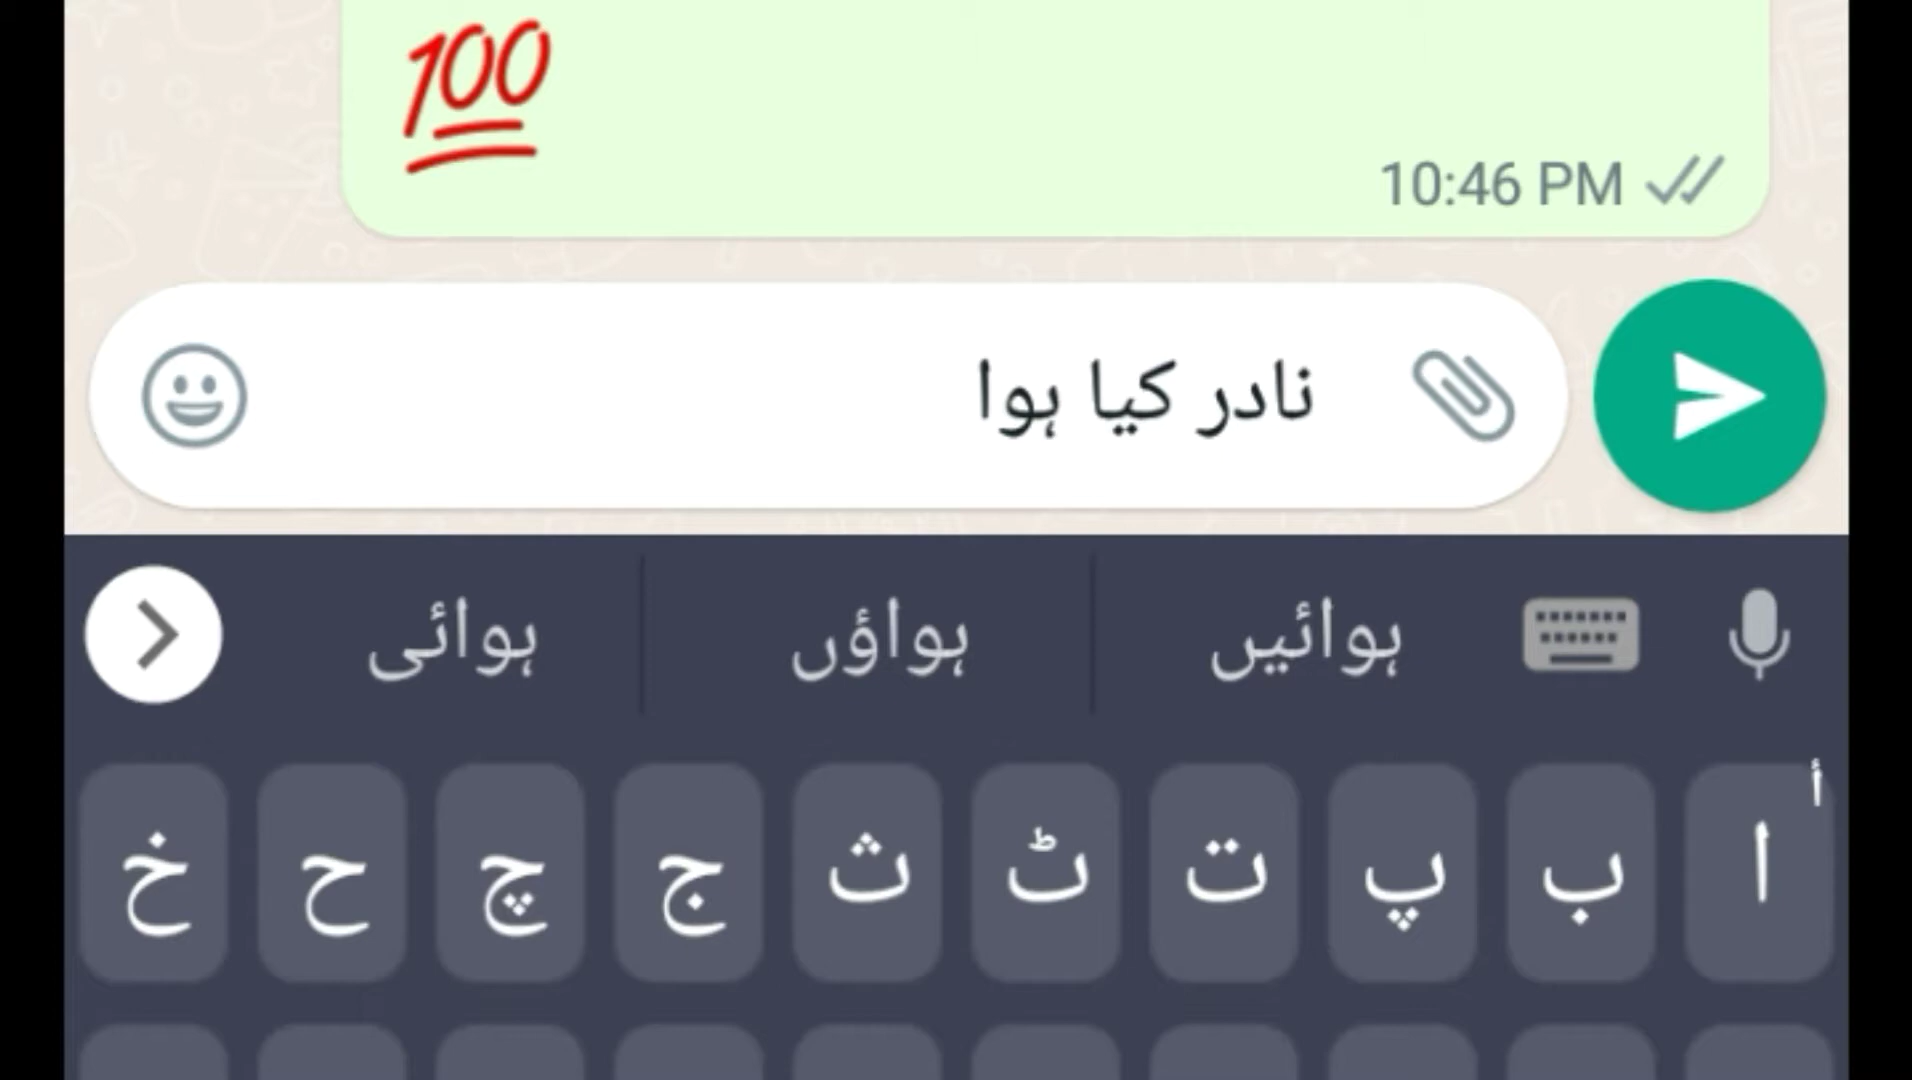 💯
10:46 PM
نادر کیا ہوا
ہوائیں ہواؤں ہوائی
أ
ا ب پ ت ٹ ث ج چ ح خ